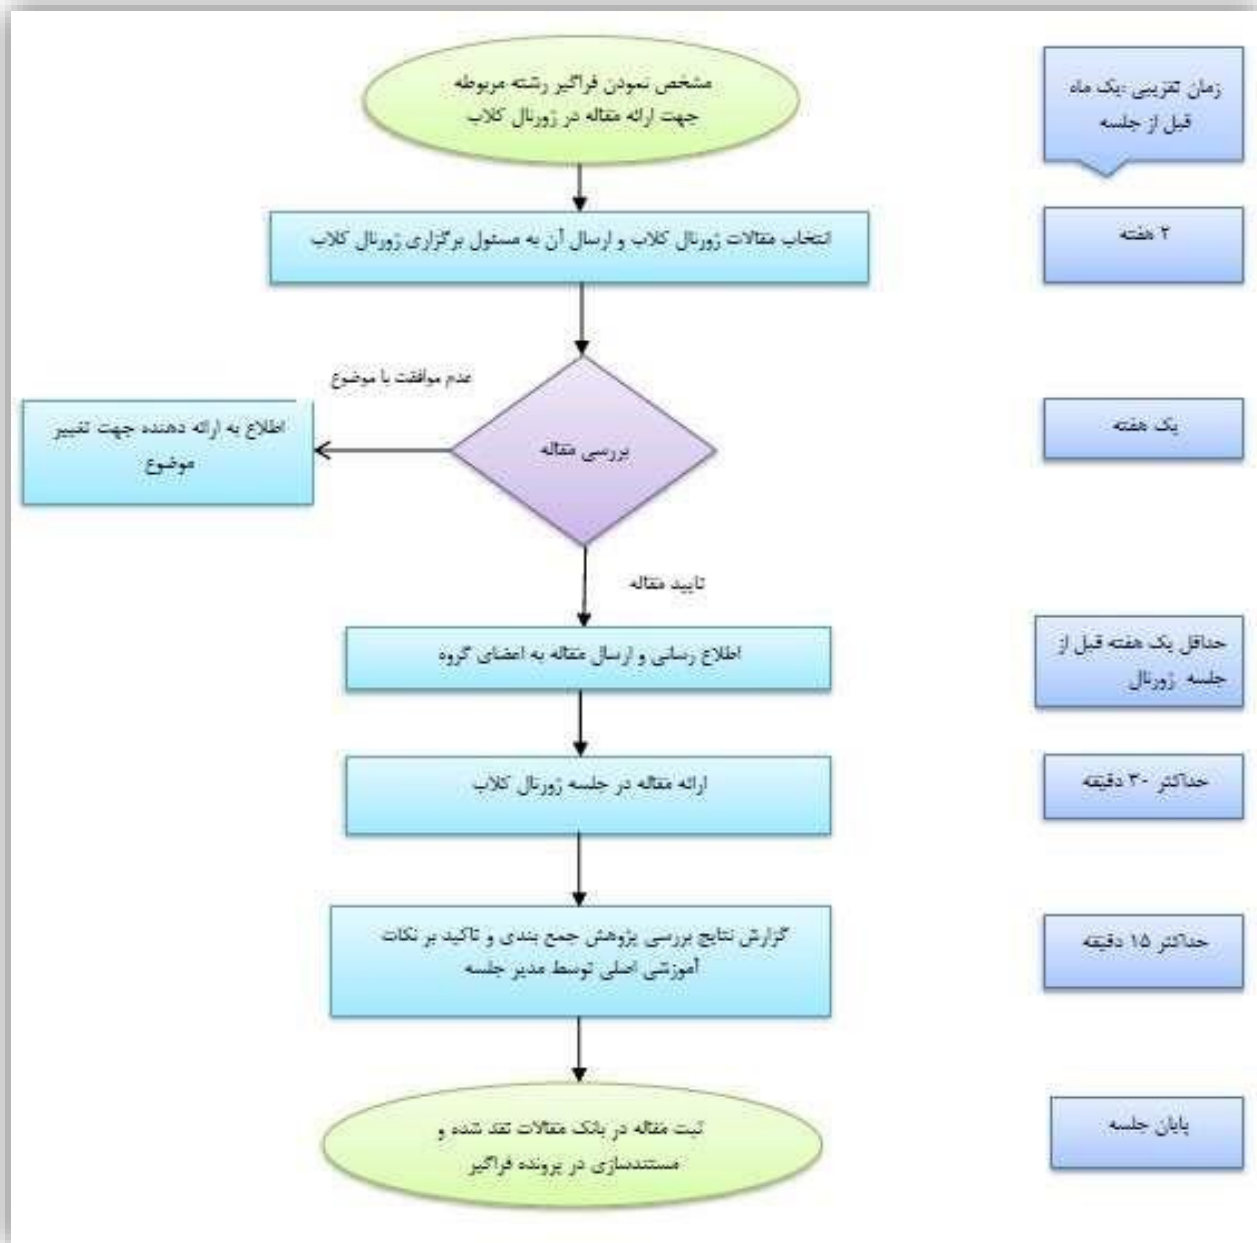 مشخص نمودن فراگیر رشته مربوطه
جهت ارائه مقاله در ژورنال کلاب
زمان تقریبی :یک ماه
قبل از جلسه
انتخاب مقالات ژورنال کلاب و ارسال آن به مسئول برگزاری ژورنال کلاب
۲ هفته
عدم موافقت با موضوع
بررسی مقاله
اطلاع به ارائه دهنده جهت تغییر
موضوع
یک هفته
تایید مقاله
اطلاع رسانی و ارسال مقاله به اعضای گروه
حداقل یک هفته قبل از
جلسه ژورنال
ارائه مقاله در جلسه ژورنال کلاب
حداکثر ۳۰ دقیقه
گزارش نتایج بررسی پژوهش جمع بندی و تاکید بر نکات
آموزشی اصلی توسط مدیر جلسه
حداکثر ۱۵ دقیقه
ثبت مقاله در بانک مقالات نقد شده و
مستندسازی در پرونده فراگیر
پایان جلسه